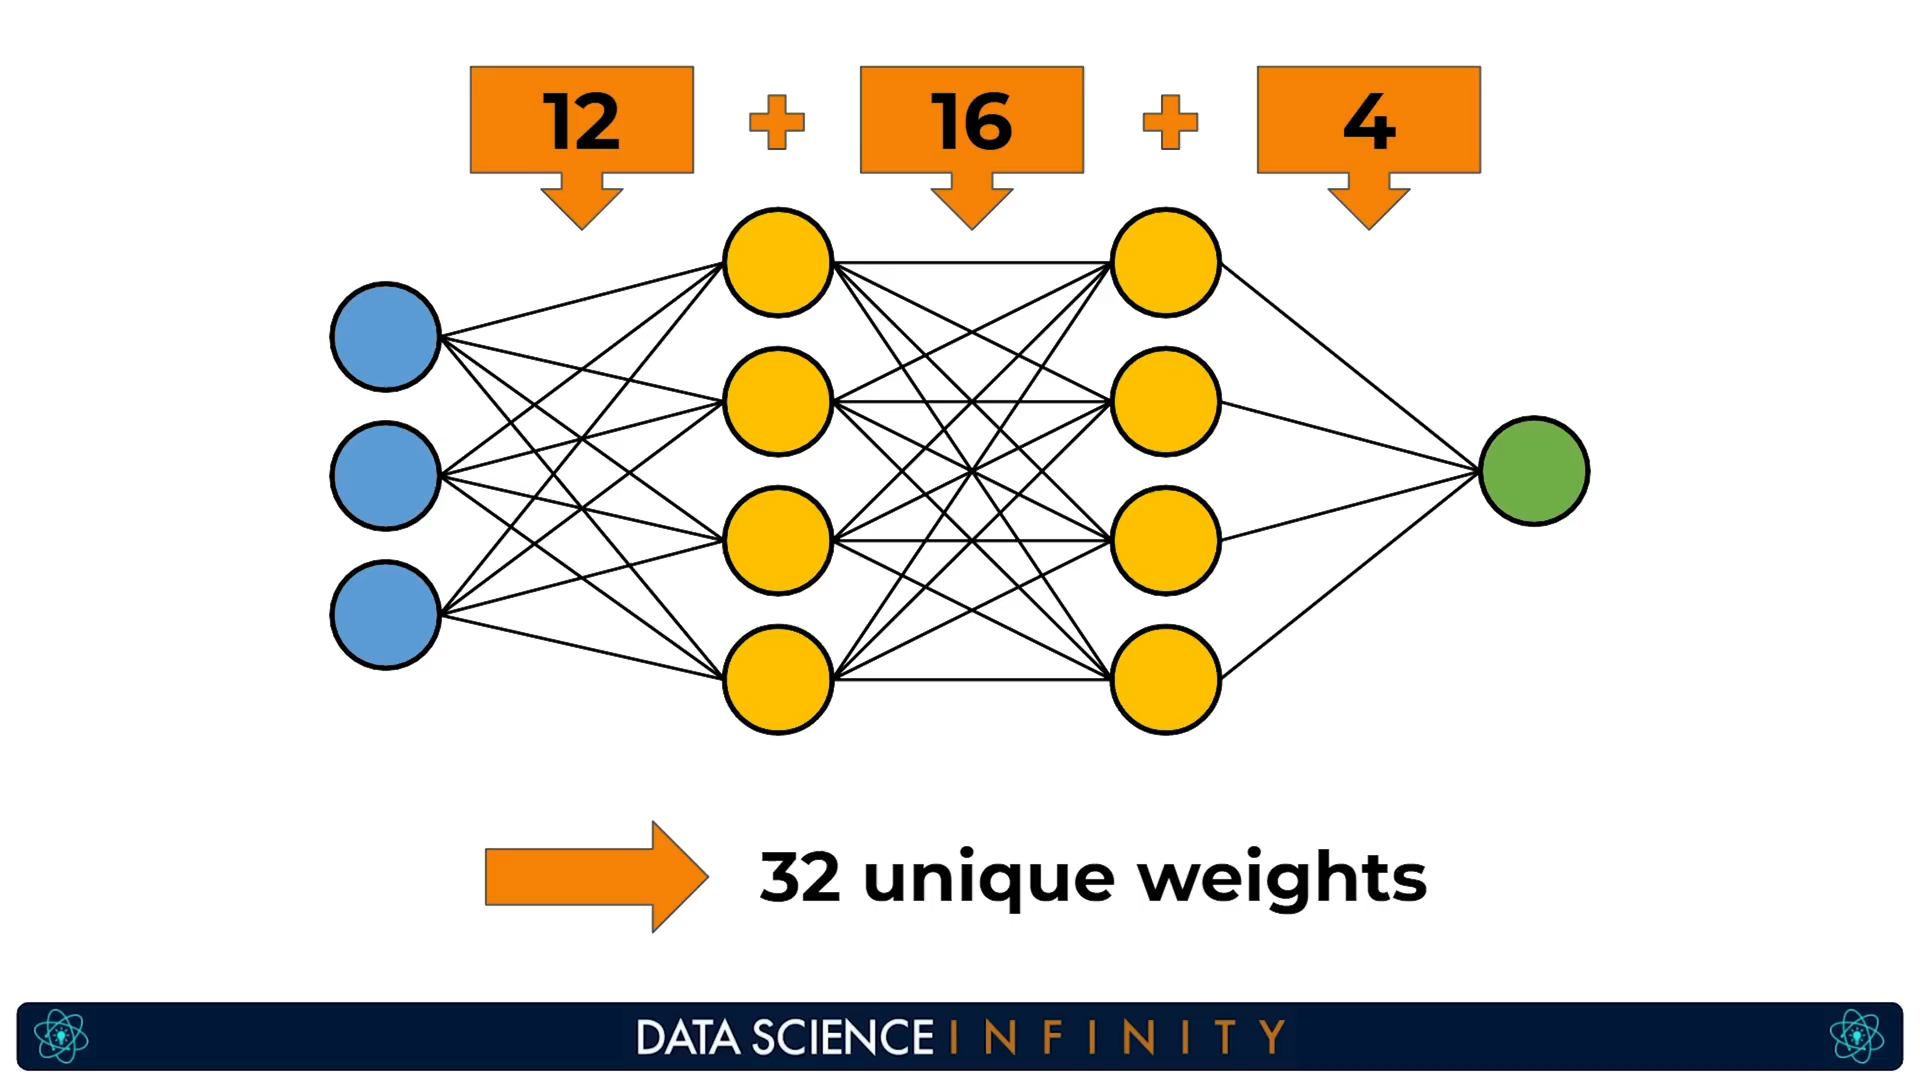 12 + 16 + 4
32 unique weights
DATA SCIENCE INFINITY